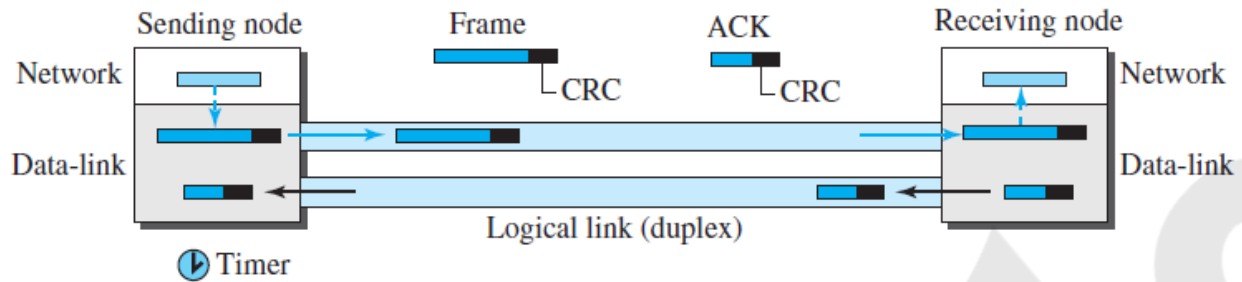 Sending node
Frame
ACK
Receiving node
Network
CRC
CRC
Network
Data-link
Data-link
Logical link (duplex)
Timer